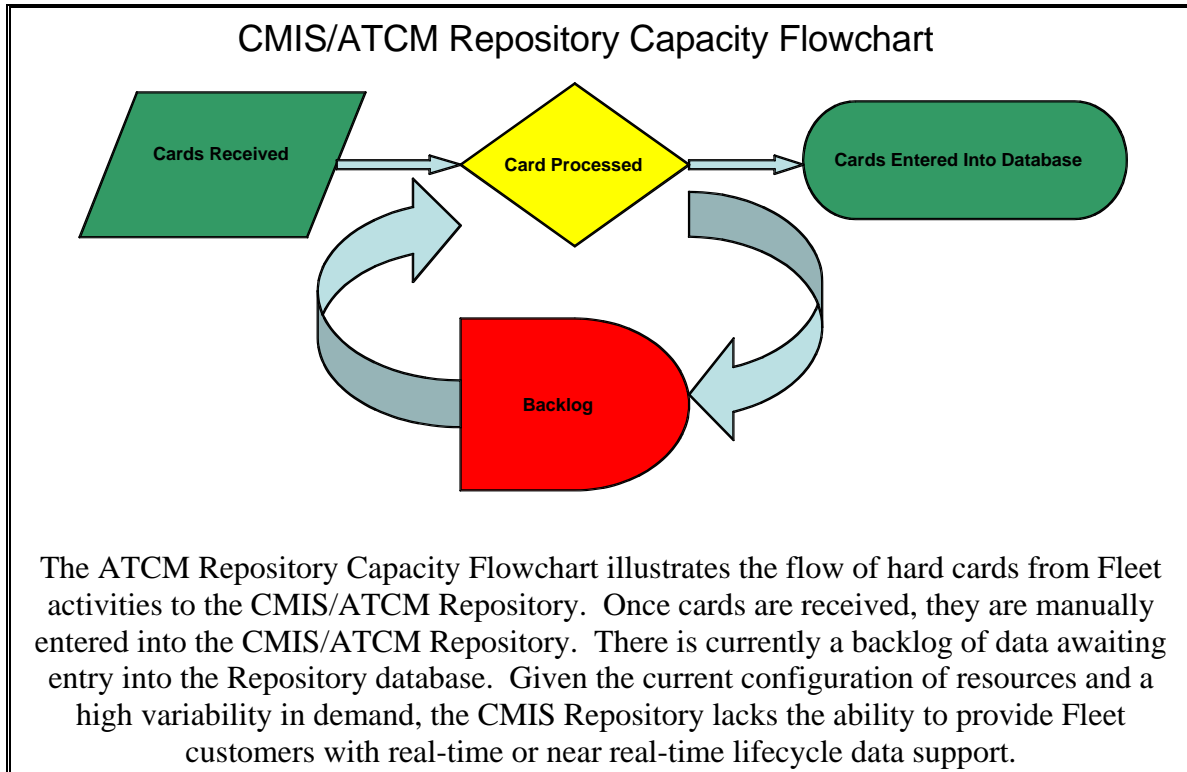 CMIS/ATCM Repository Capacity Flowchart
Cards Received
Card Processed
Cards Entered Into Database
Backlog
The ATCM Repository Capacity Flowchart illustrates the flow of hard cards from Fleet
activities to the CMIS/ATCM Repository.  Once cards are received, they are manually
entered into the CMIS/ATCM Repository.  There is currently a backlog of data awaiting
entry into the Repository database.  Given the current configuration of resources and a
high variability in demand, the CMIS Repository lacks the ability to provide Fleet
customers with real-time or near real-time lifecycle data support.